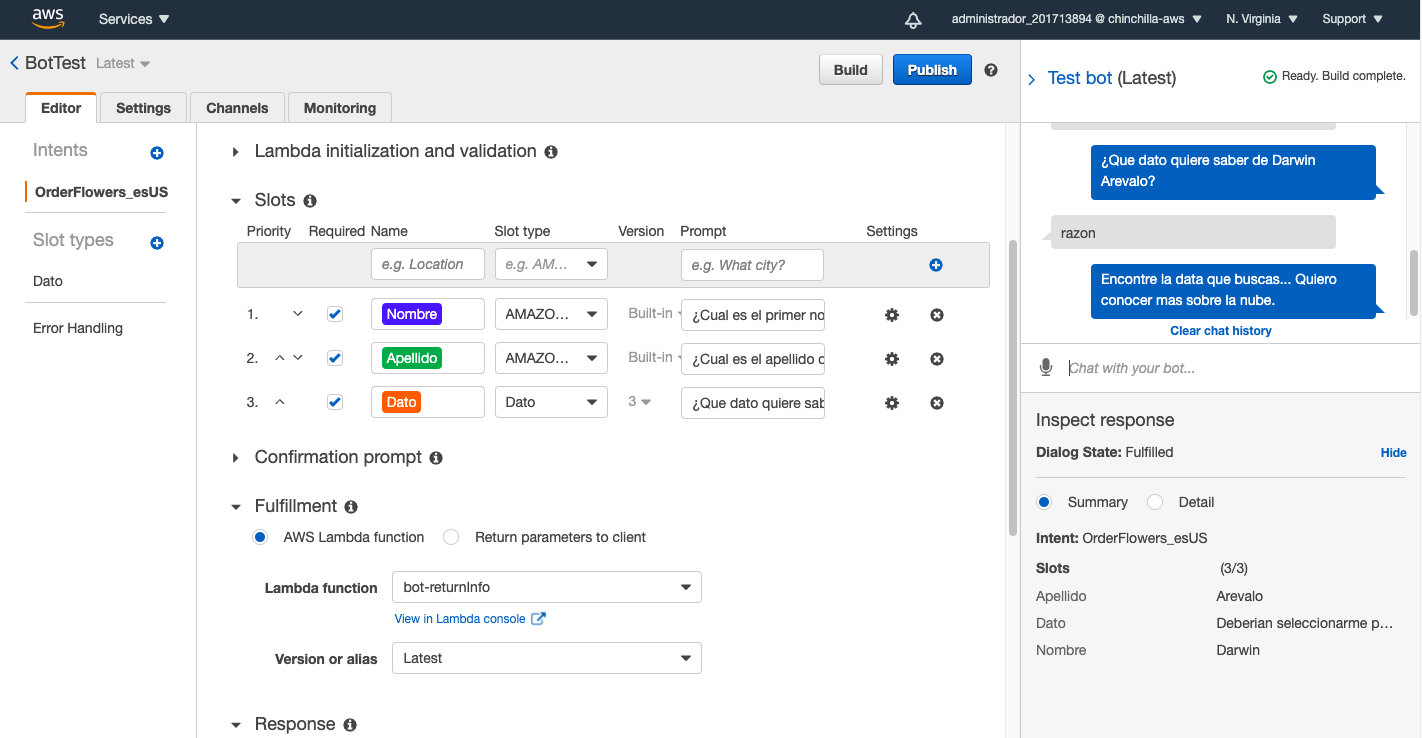 aws
Services
administrador_201713894 @ chinchilla-aws
N. Virginia
Support
BotTest Latest
Build
Publish
Editor
Settings
Channels
Monitoring
Intents
OrderFlowers_esUS
Slot types
Dato
Error Handling
Lambda initialization and validation
Slots
Priority Required Name Slot type Version Prompt Settings
e.g. Location e.g. AM... e.g. What city?
1. Nombre AMAZO... Built-in ¿Cual es el primer no
2. Apellido AMAZO... Built-in ¿Cual es el apellido d
3. Dato Dato 3 ¿Que dato quiere sab
Confirmation prompt
Fulfillment
AWS Lambda function Return parameters to client
Lambda function bot-returnInfo
View in Lambda console
Version or alias Latest
Response
Test bot (Latest)
Ready. Build complete.
¿Que dato quiere saber de Darwin
Arevalo?
razon
Encontre la data que buscas... Quiero
conocer mas sobre la nube.
Clear chat history
Chat with your bot...
Inspect response
Dialog State: Fulfilled
Hide
Summary Detail
Intent: OrderFlowers_esUS
Slots (3/3)
Apellido Arevalo
Dato Deberian seleccionarme p...
Nombre Darwin